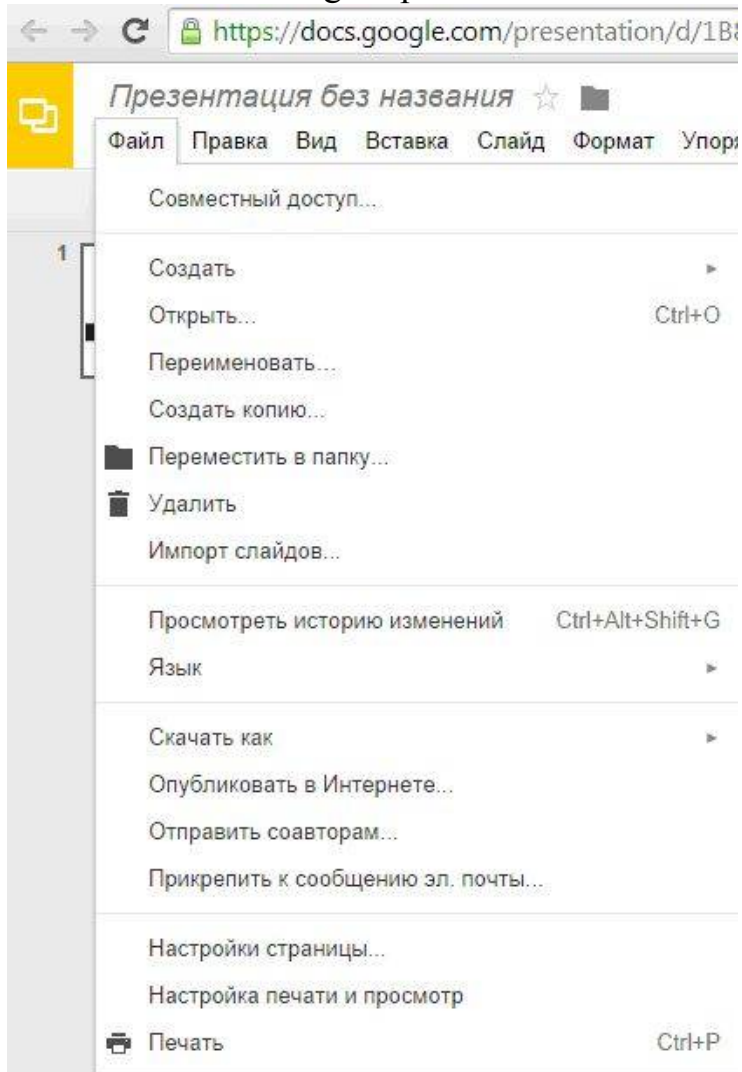 https://docs.google.com/presentation/d/1B8
Презентация без названия
Файл Правка Вид Вставка Слайд Формат
Совместный доступ...
1
Создать
Открыть... Ctrl+O
Переименовать...
Создать копию...
Переместить в папку...
Удалить
Импорт слайдов...
Просмотреть историю изменений Ctrl+Alt+Shift+G
Язык
Скачать как
Опубликовать в Интернете...
Отправить соавторам...
Прикрепить к сообщению эл. почты...
Настройки страницы...
Настройка печати и просмотр
Печать Ctrl+P